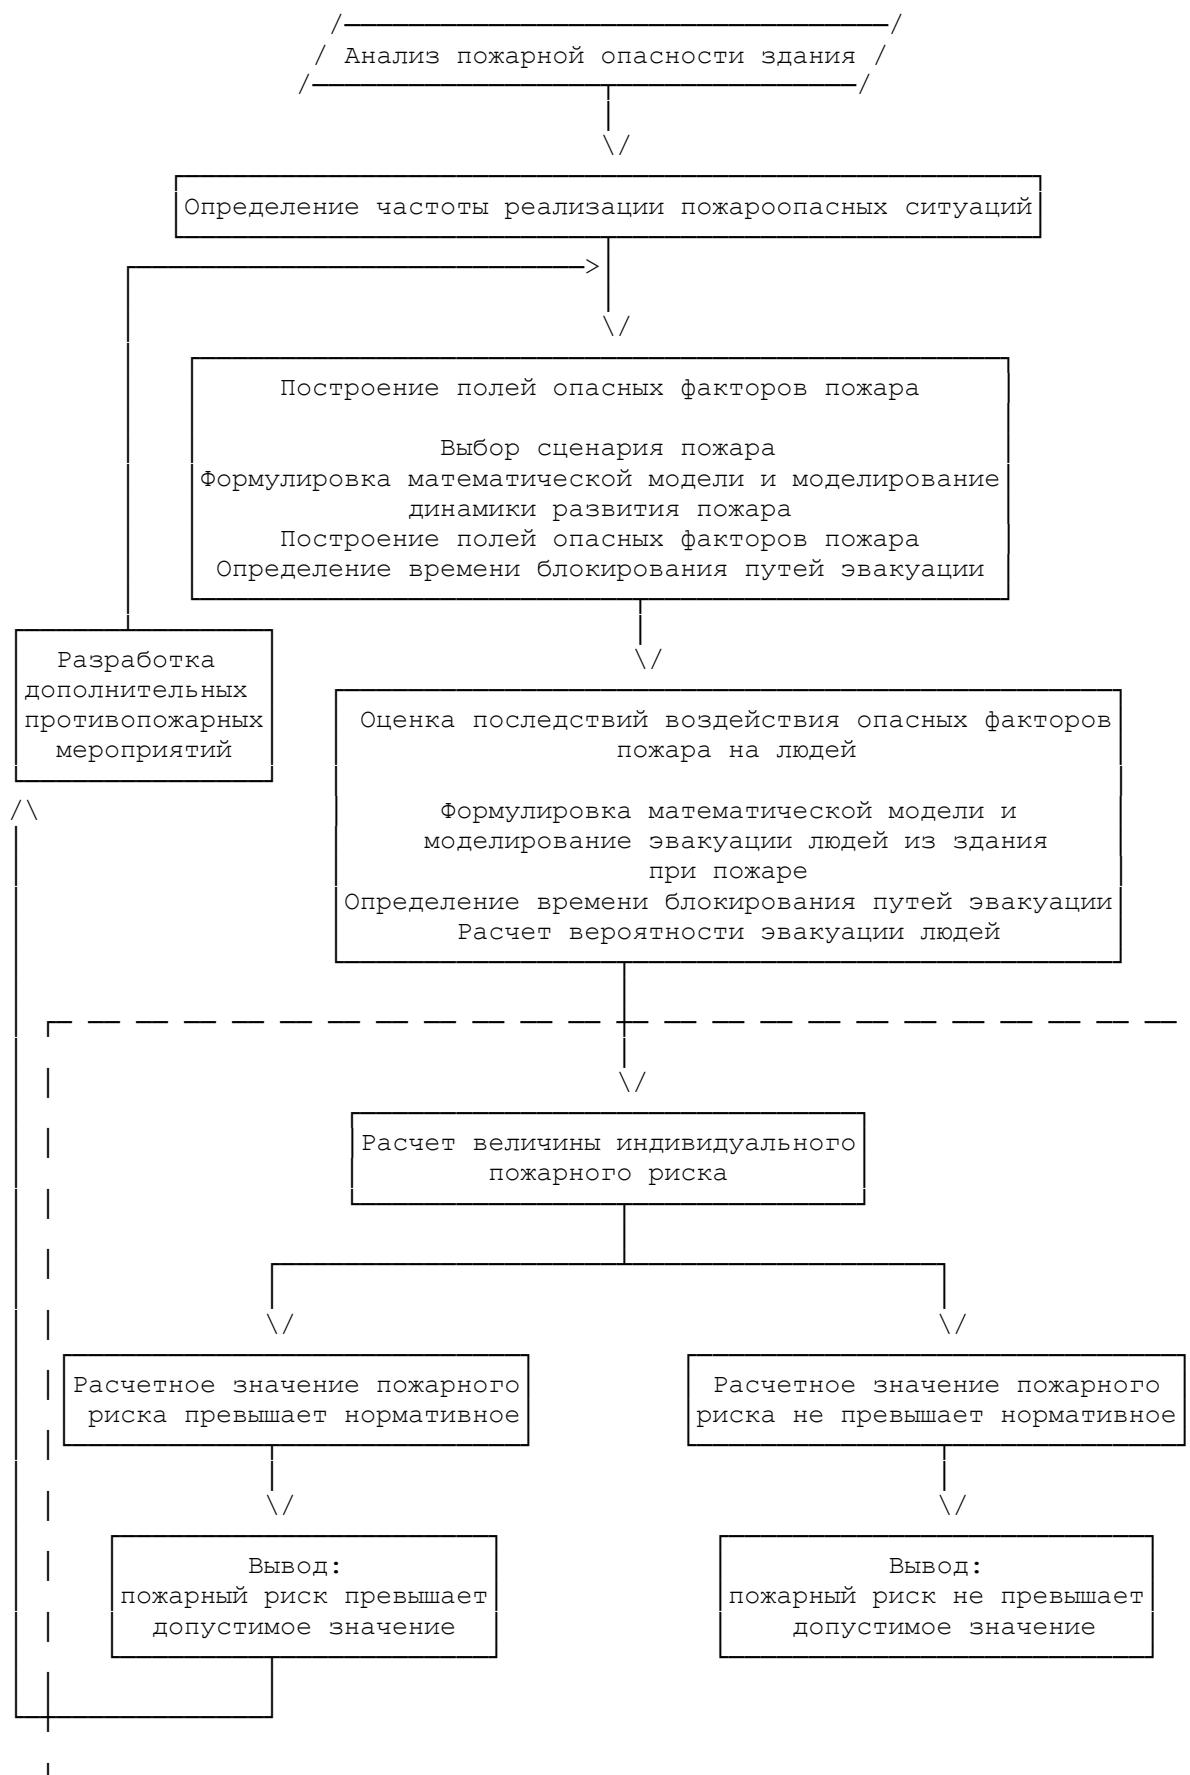 Анализ пожарной опасности здания
Определение частоты реализации пожароопасных ситуаций
Построение полей опасных факторов пожара
Выбор сценария пожара
Формулировка математической модели и моделирование
динамики развития пожара
Построение полей опасных факторов пожара
Определение времени блокирования путей эвакуации
Разработка
дополнительных
противопожарных
мероприятий
Оценка последствий воздействия опасных факторов
пожара на людей
Формулировка математической модели и
моделирование эвакуации людей из здания
при пожаре
Определение времени блокирования путей эвакуации
Расчет вероятности эвакуации людей
Расчет величины индивидуального
пожарного риска
Расчетное значение пожарного
риска превышает нормативное
Расчетное значение пожарного
риска не превышает нормативное
Вывод:
пожарный риск превышает
допустимое значение
Вывод:
пожарный риск не превышает
допустимое значение